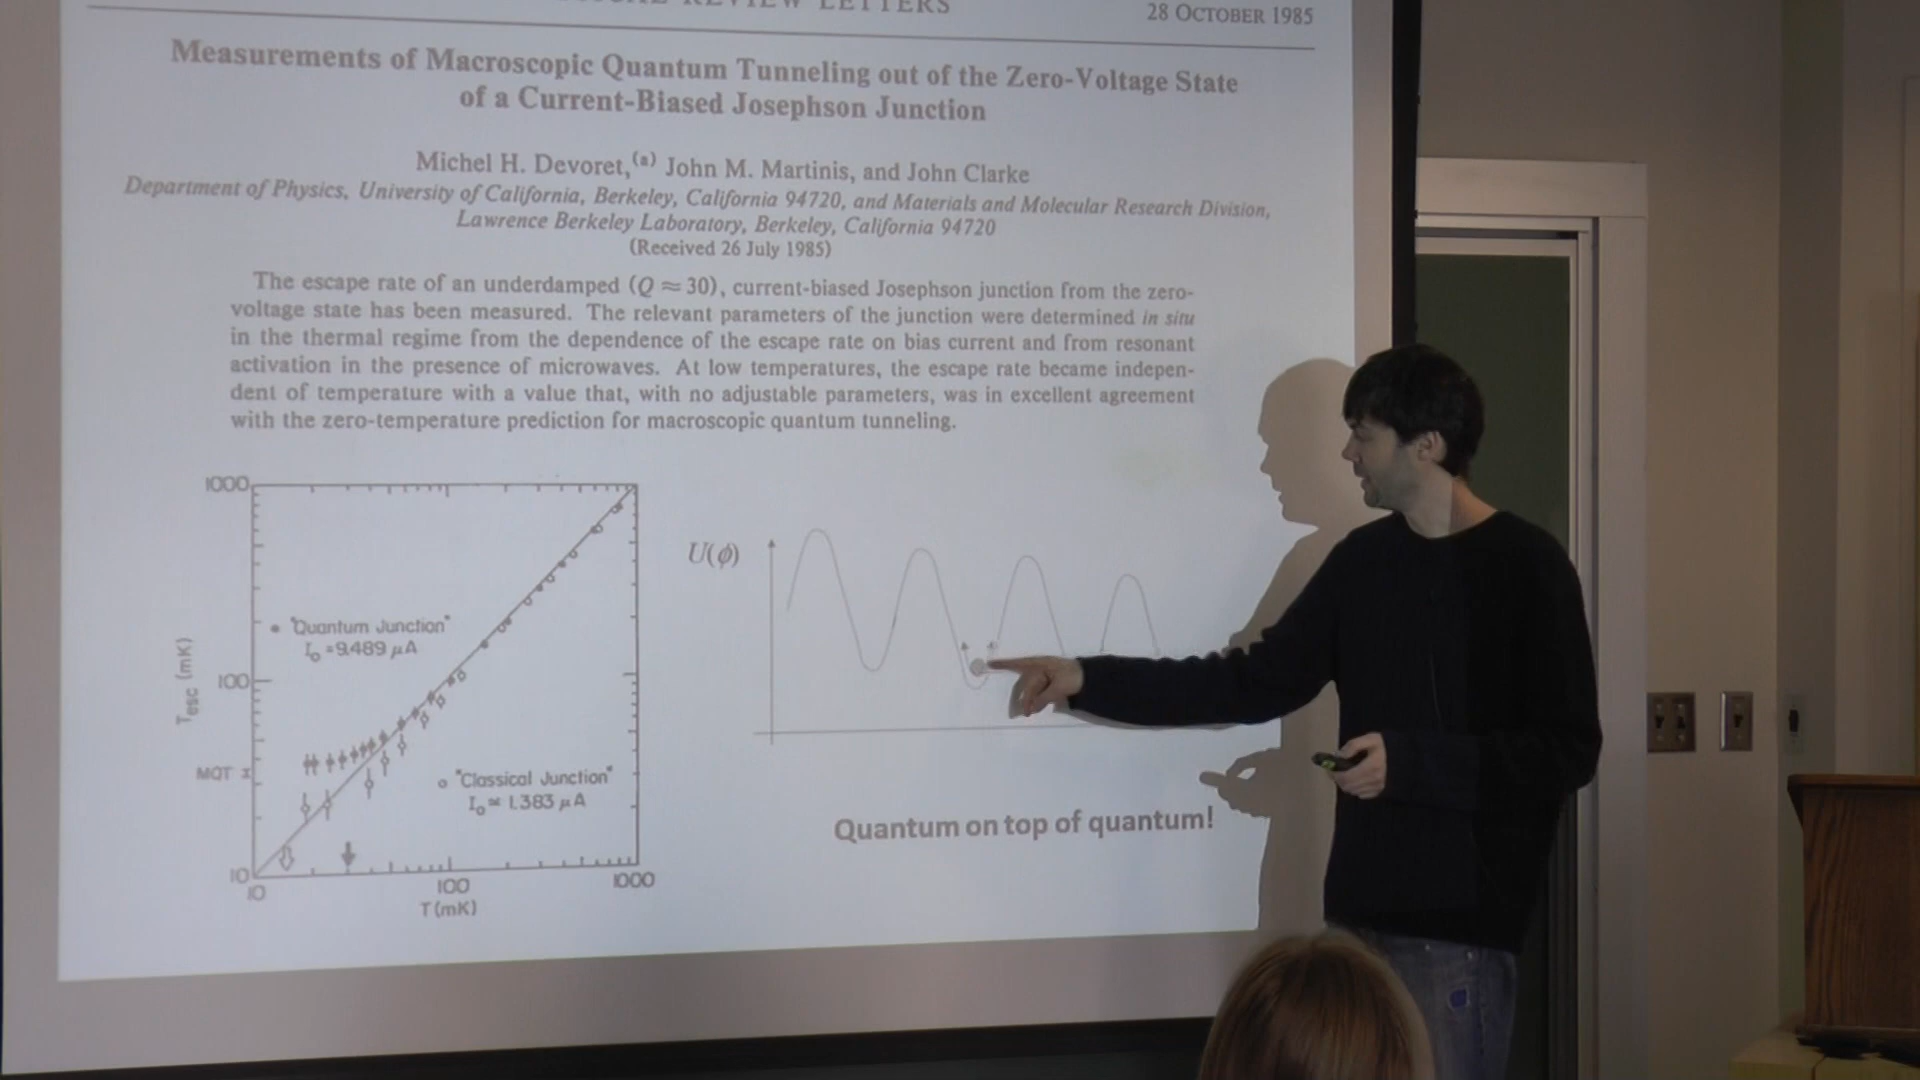 REVIEW LETTERS
28 OCTOBER 1985
Measurements of Macroscopic Quantum Tunneling out of the Zero-Voltage State
of a Current-Biased Josephson Junction
Michel H. Devoret,(a) John M. Martinis, and John Clarke
Department of Physics, University of California, Berkeley, California 94720, and Materials and Molecular Research Division,
Lawrence Berkeley Laboratory, Berkeley, California 94720
(Received 26 July 1985)
The escape rate of an underdamped (Q ≈ 30), current-biased Josephson junction from the zero-
voltage state has been measured. The relevant parameters of the junction were determined in situ
in the thermal regime from the dependence of the escape rate on bias current and from resonant
activation in the presence of microwaves. At low temperatures, the escape rate became indepen-
dent of temperature with a value that, with no adjustable parameters, was in excellent agreement
with the zero-temperature prediction for macroscopic quantum tunneling.
1000
"Quantum Junction"
I₀ = 9.489 μA
Tesc (mK)
100
MQT
"Classical Junction"
I₀ ≃ 1.383 μA
10
10
100
1000
T (mK)
U(ϕ)
Quantum on top of quantum!